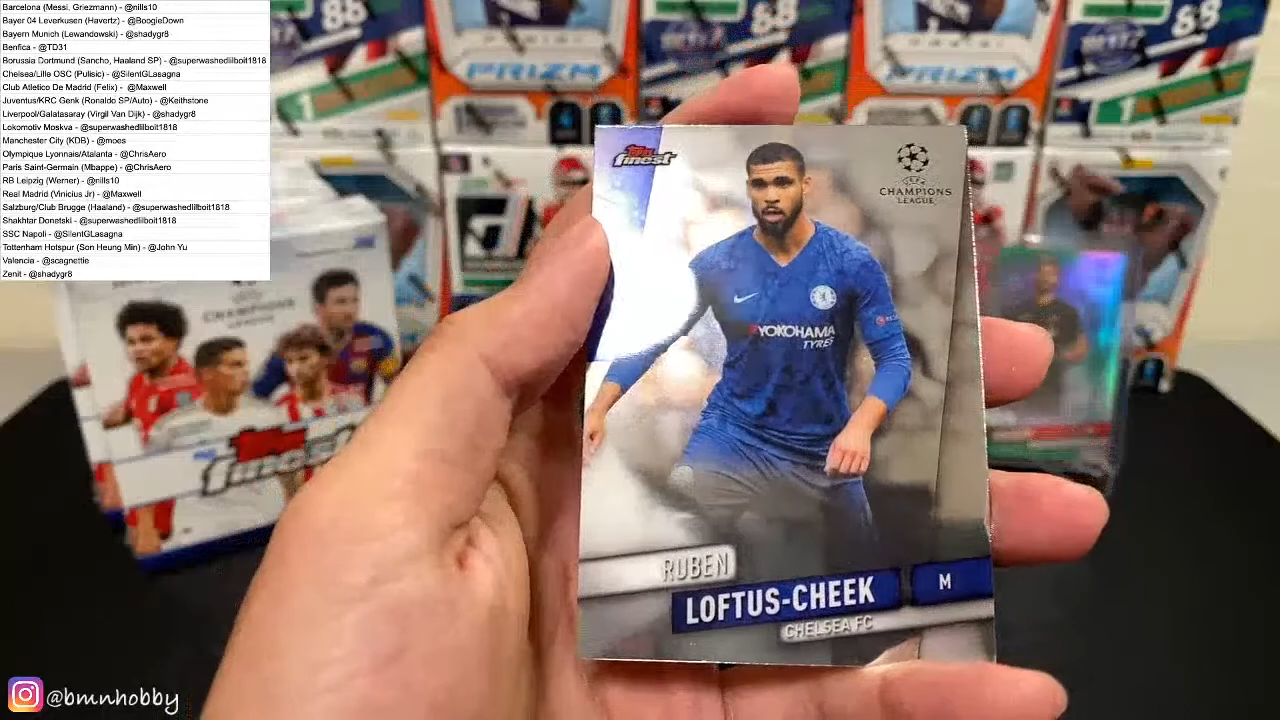 Barcelona (Messi, Griezmann) - @nills10
Bayer 04 Leverkusen (Havertz) - @BoogieDown
Bayern Munich (Lewandowski) - @shadygr8
Benfica - @TD31
Borussia Dortmund (Sancho, Haaland SP) - @superwashedlilboit1818
Chelsea/Lille OSC (Pulisic) - @SilentGLasagna
Club Atletico De Madrid (Felix) - @Maxwell
Juventus/KRC Genk (Ronaldo SP/Auto) - @Keithstone
Liverpool/Galatasaray (Virgil Van Dijk) - @shadygr8
Lokomotiv Moskva - @superwashedlilboit1818
Manchester City (KDB) - @moes
Olympique Lyonnais/Atalanta - @ChrisAero
Paris Saint-Germain (Mbappe) - @ChrisAero
RB Leipzig (Werner) - @nills10
Real Madrid (Vinicius Jr) - @Maxwell
Salzburg/Club Brugge (Haaland) - @superwashedlilboit1818
Shakhtar Donetski - @superwashedlilboit1818
SSC Napoli - @SilentGLasagna
Tottenham Hotspur (Son Heung Min) - @John Yu
Valencia - @scagnettie
Zenit - @shadygr8
PRIZM
PRIZM
CHAMPIONS
LEAGUE
finest
Topps
finest
UEFA
CHAMPIONS
LEAGUE
YOKOHAMA
TYRES
RUBEN
LOFTUS-CHEEK
M
CHELSEA FC
@bmnhobby